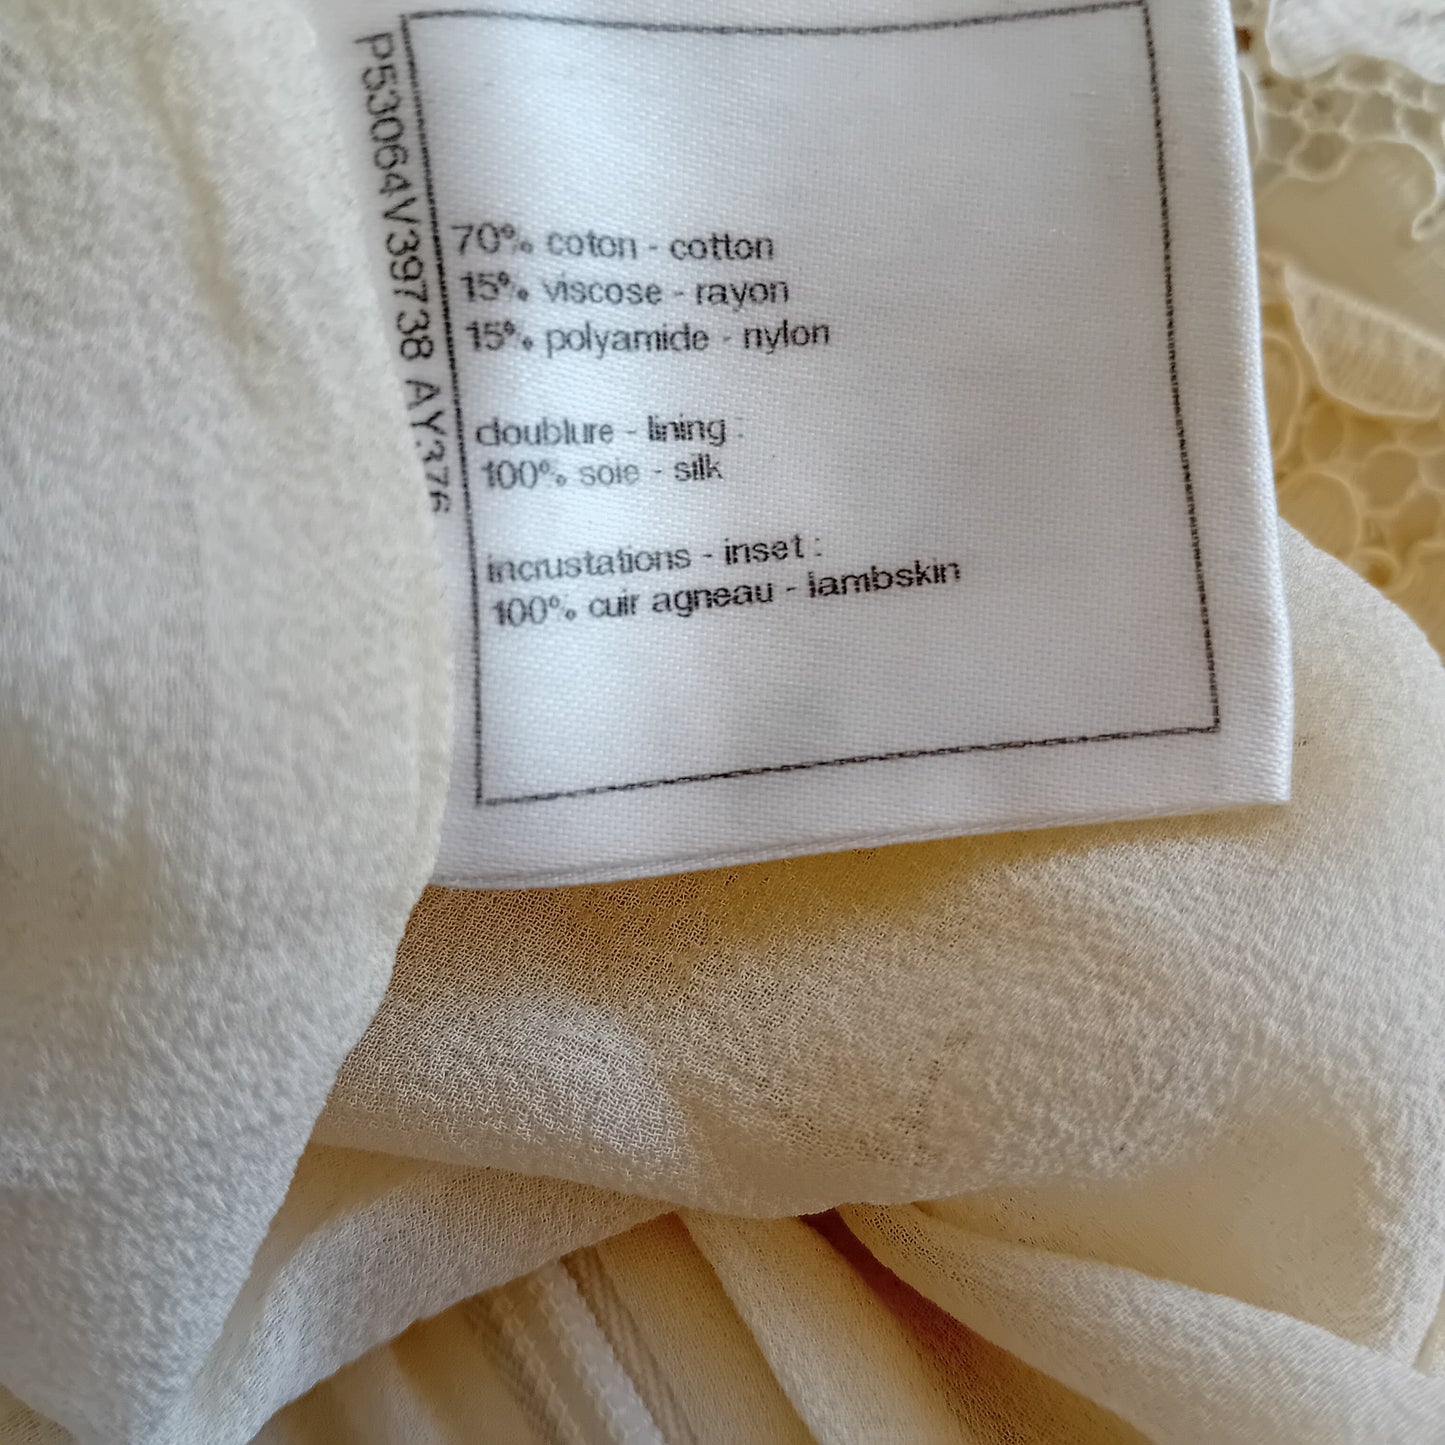 P53064V39738 AY376
70% coton - cotton
15% viscose - rayon
15% polyamide - nylon
doublure - lining :
100% soie - silk
incrustations - inset :
100% cuir agneau - lambskin